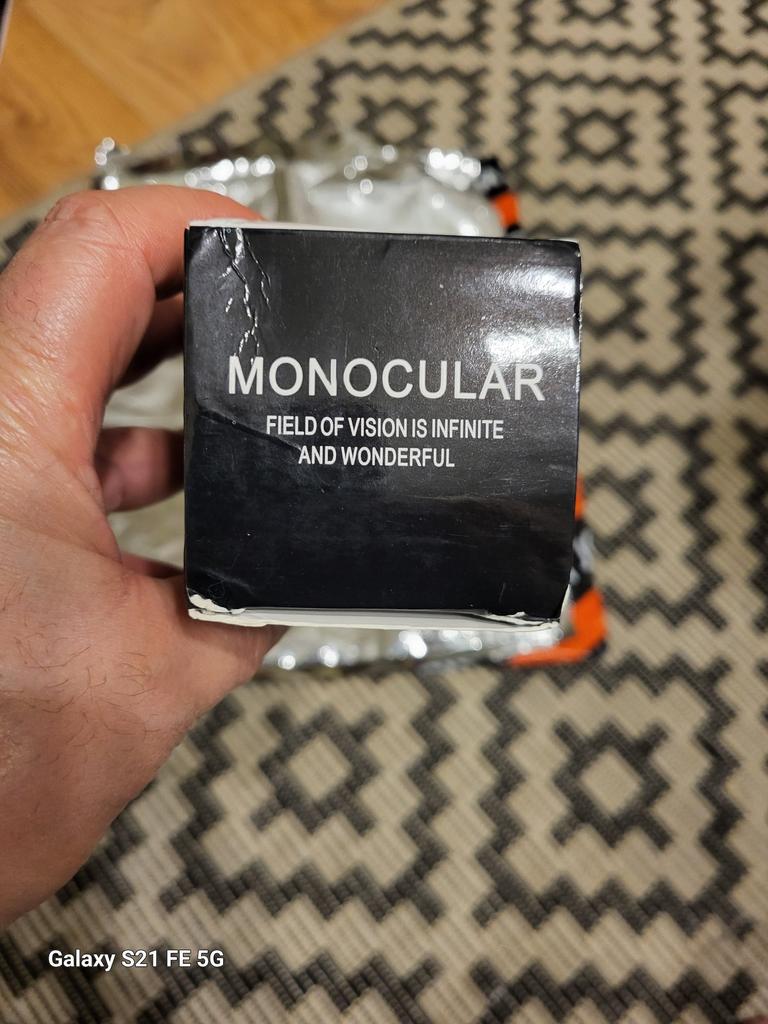 MONOCULAR
FIELD OF VISION IS INFINITE
AND WONDERFUL
Galaxy S21 FE 5G